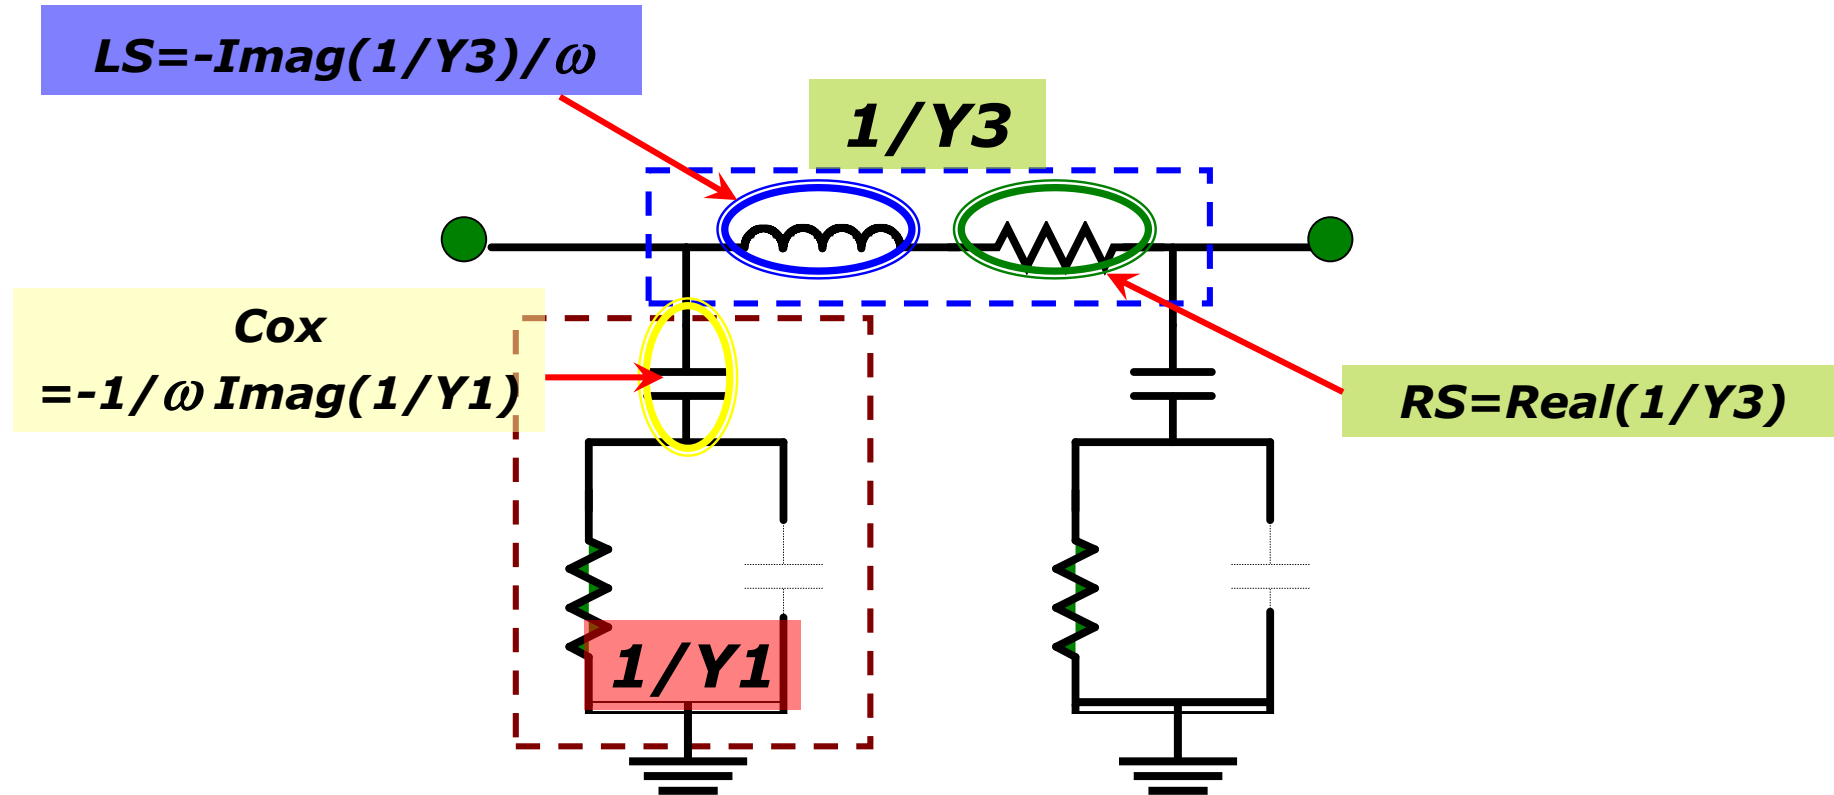 LS=-Imag(1/Y3)/ω
1/Y3
Cox
=-1/ω Imag(1/Y1)
RS=Real(1/Y3)
1/Y1